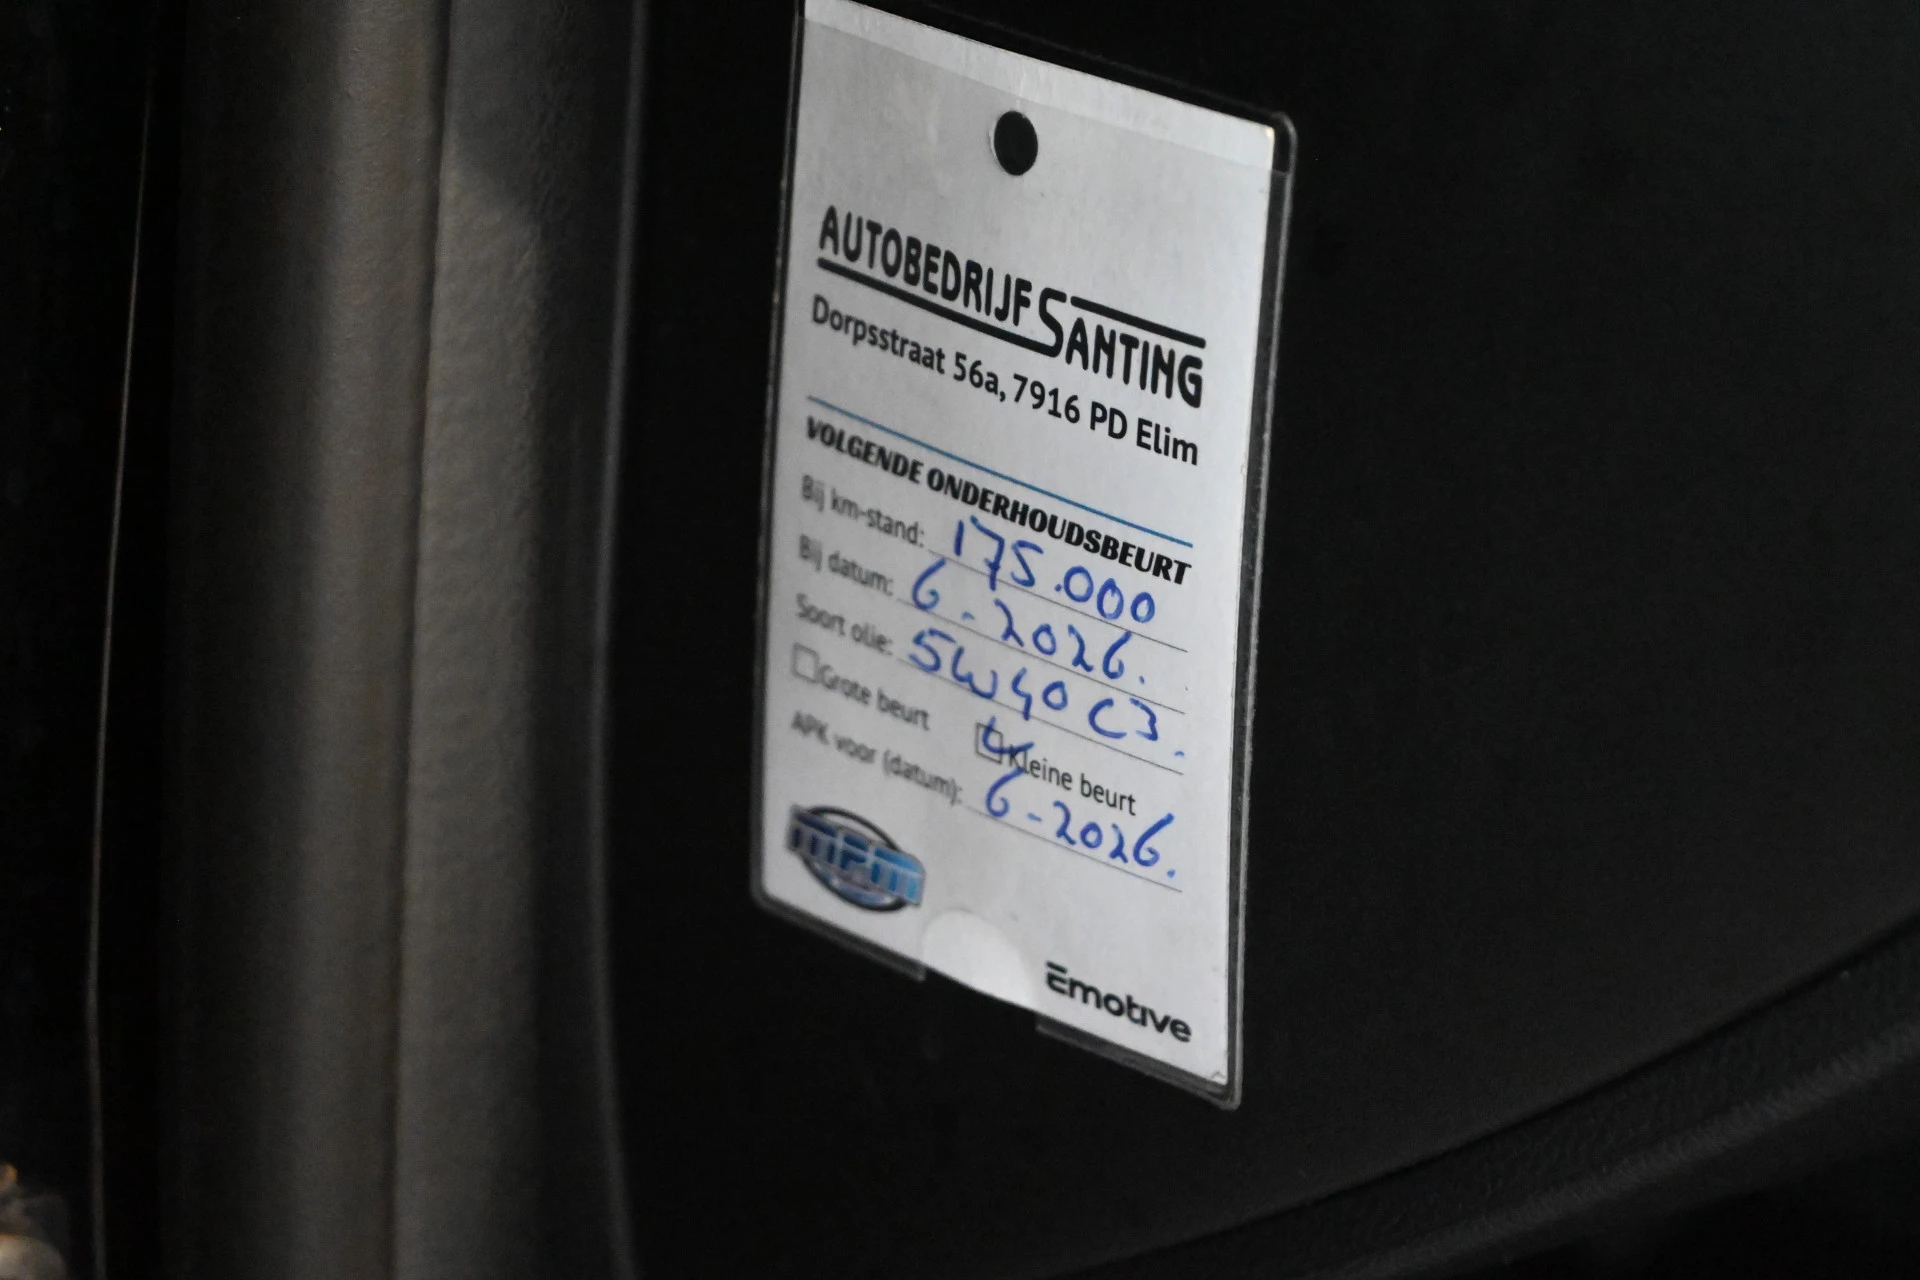 AUTOBEDRIJF SANTING
Dorpsstraat 56a, 7916 PD Elim
VOLGENDE ONDERHOUDSBEURT
Bij km-stand: 175.000
Bij datum: 6-2026.
Soort olie: 5W40 C3.
Grote beurt Kleine beurt
APK voor (datum): 6-2026.
MPM
Emotive